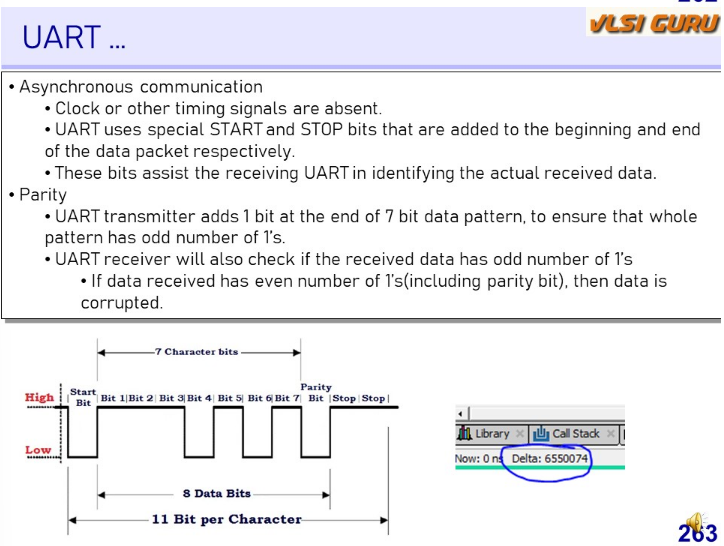 UART ...
VLSI GURU
• Asynchronous communication
• Clock or other timing signals are absent.
• UART uses special START and STOP bits that are added to the beginning and end
of the data packet respectively.
• These bits assist the receiving UART in identifying the actual received data.
• Parity
• UART transmitter adds 1 bit at the end of 7 bit data pattern, to ensure that whole
pattern has odd number of 1's.
• UART receiver will also check if the received data has odd number of 1's
• If data received has even number of 1's(including parity bit), then data is
corrupted.
7 Character bits
High
Start Bit
Bit 1|Bit 2|Bit 3|Bit 4|Bit 5|Bit 6|Bit 7|
Parity Bit
|Stop|Stop|
Low
8 Data Bits
11 Bit per Character
Library
Call Stack
Now: 0 ns Delta: 6550074
263